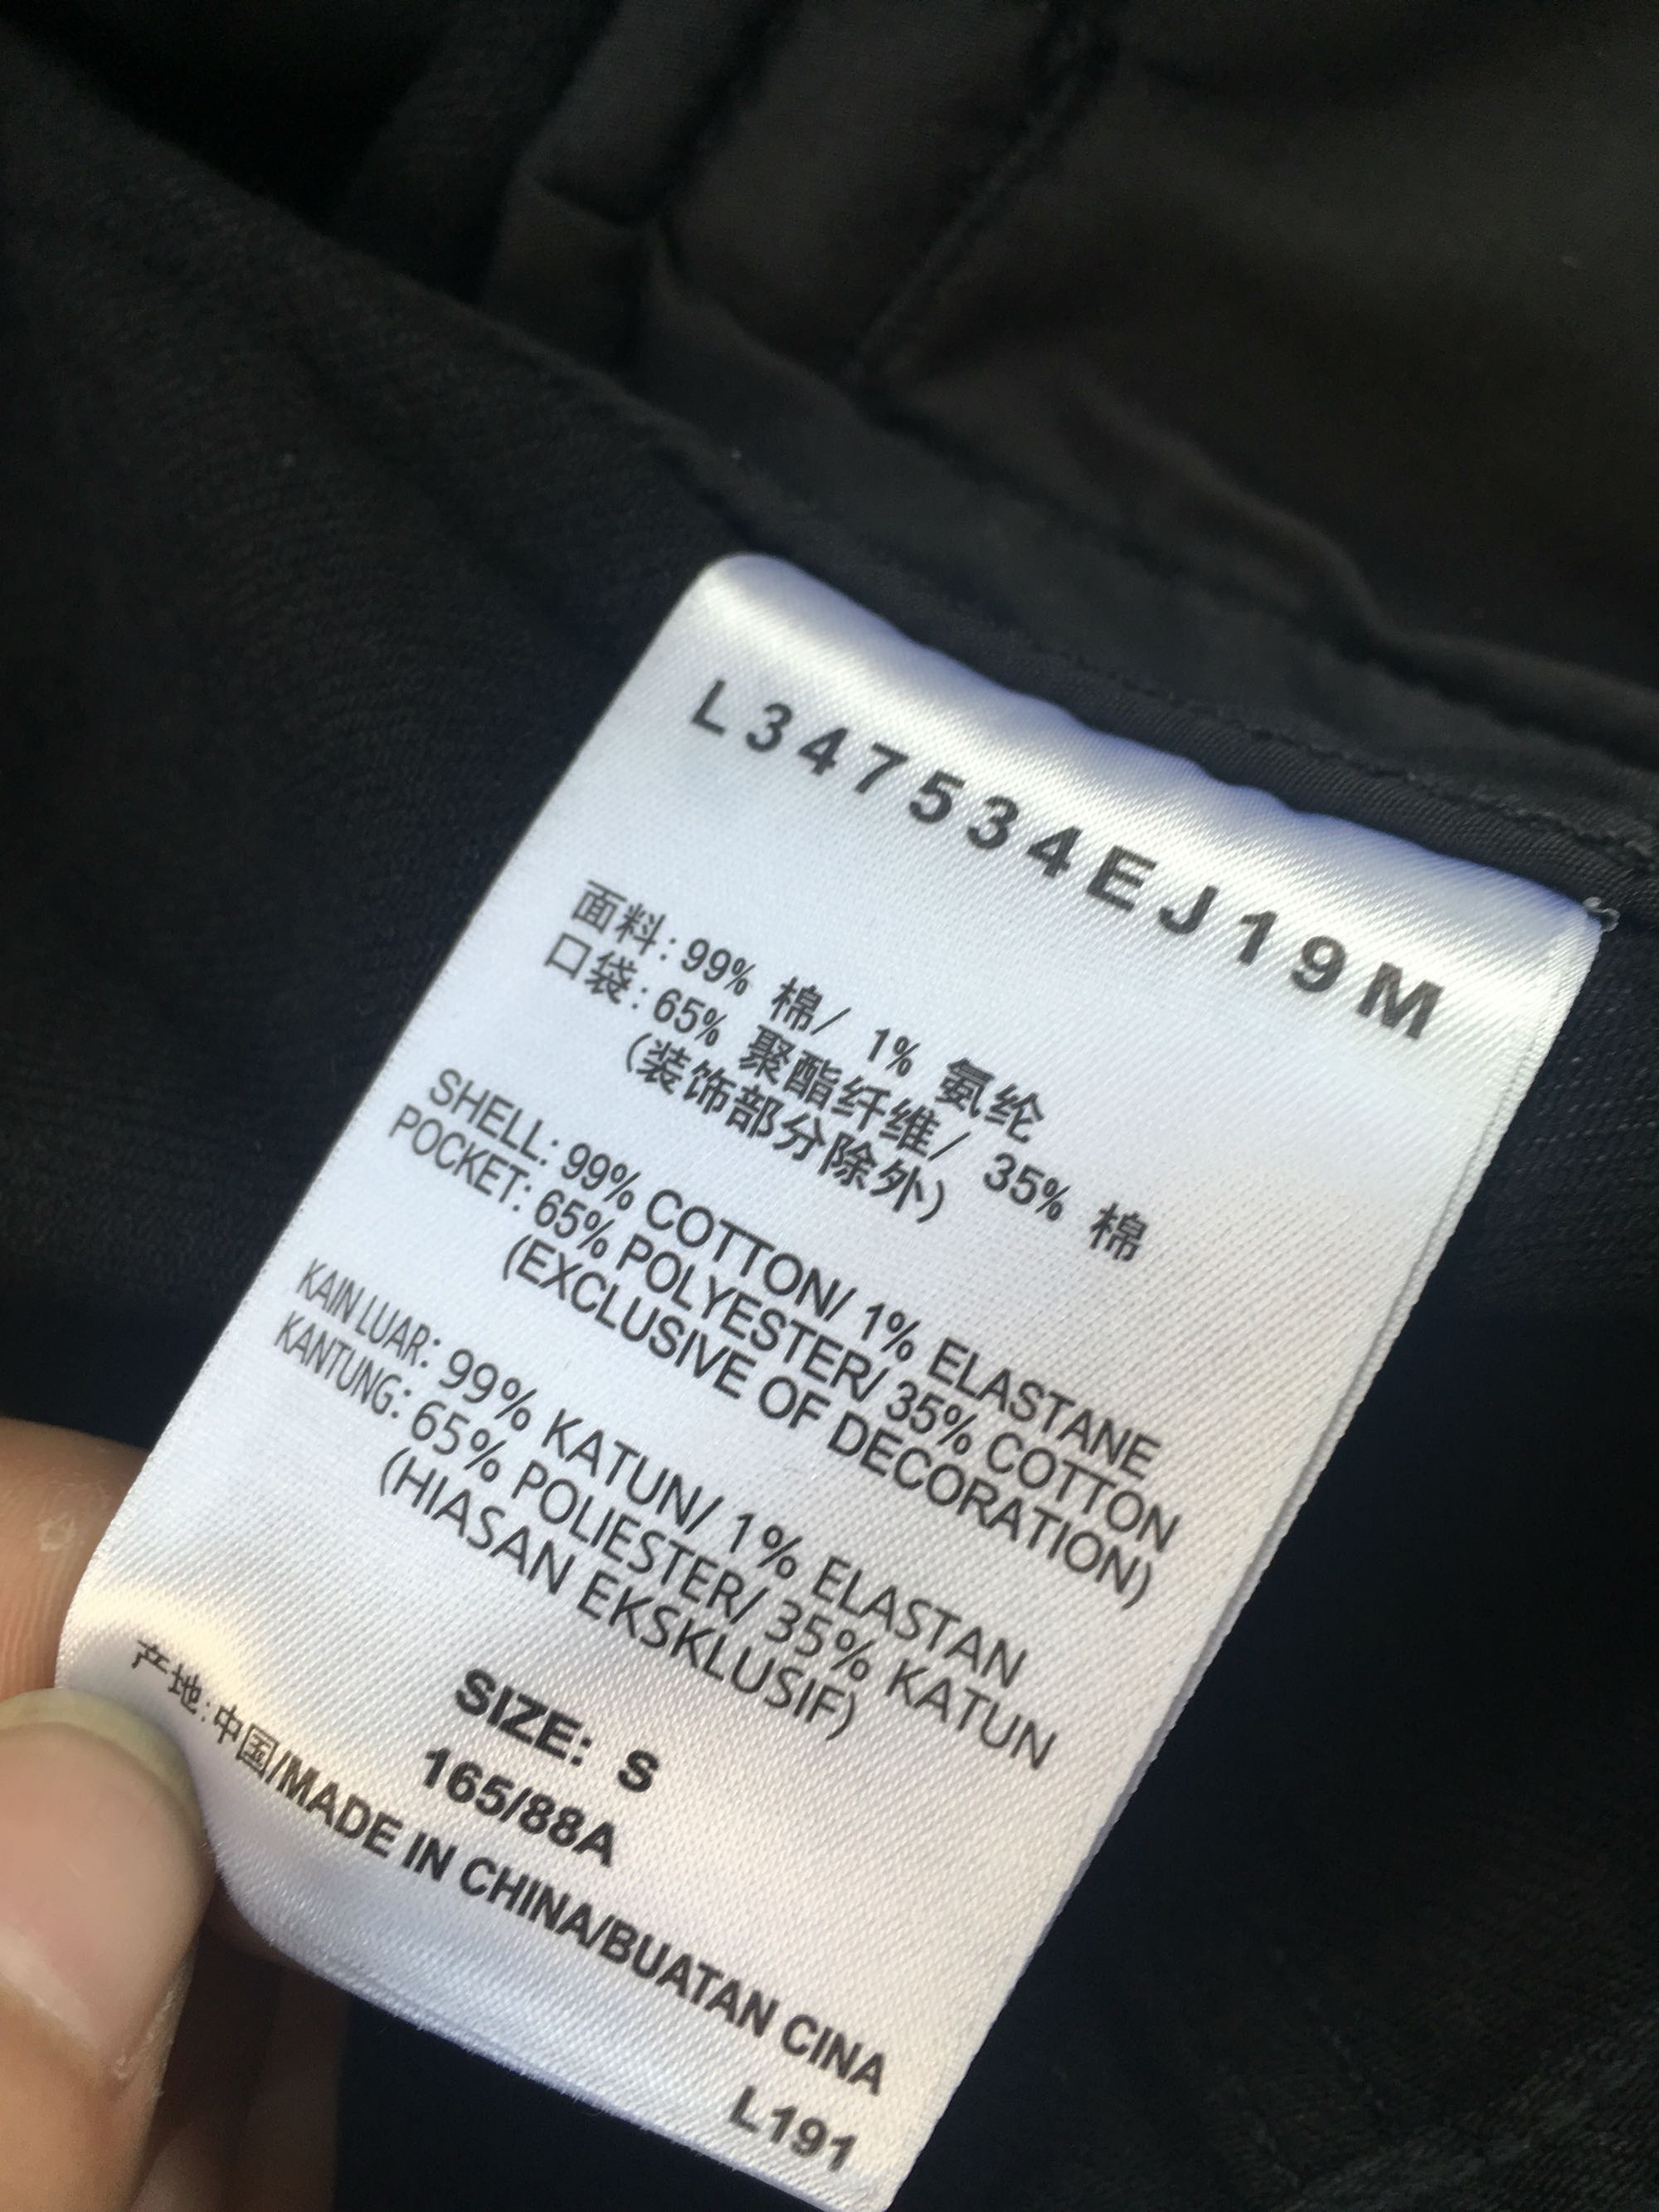 L347534EJ19M
面料: 99% 棉/ 1% 氨纶
口袋: 65% 聚酯纤维/ 35% 棉
(装饰部分除外)
SHELL: 99% COTTON/ 1% ELASTANE
POCKET: 65% POLYESTER/ 35% COTTON
(EXCLUSIVE OF DECORATION)
KAIN LUAR: 99% KATUN/ 1% ELASTAN
KANTUNG: 65% POLIESTER/ 35% KATUN
(HIASAN EKSKLUSIF)
SIZE: S
165/88A
产地: 中国/MADE IN CHINA/BUATAN CINA
L191